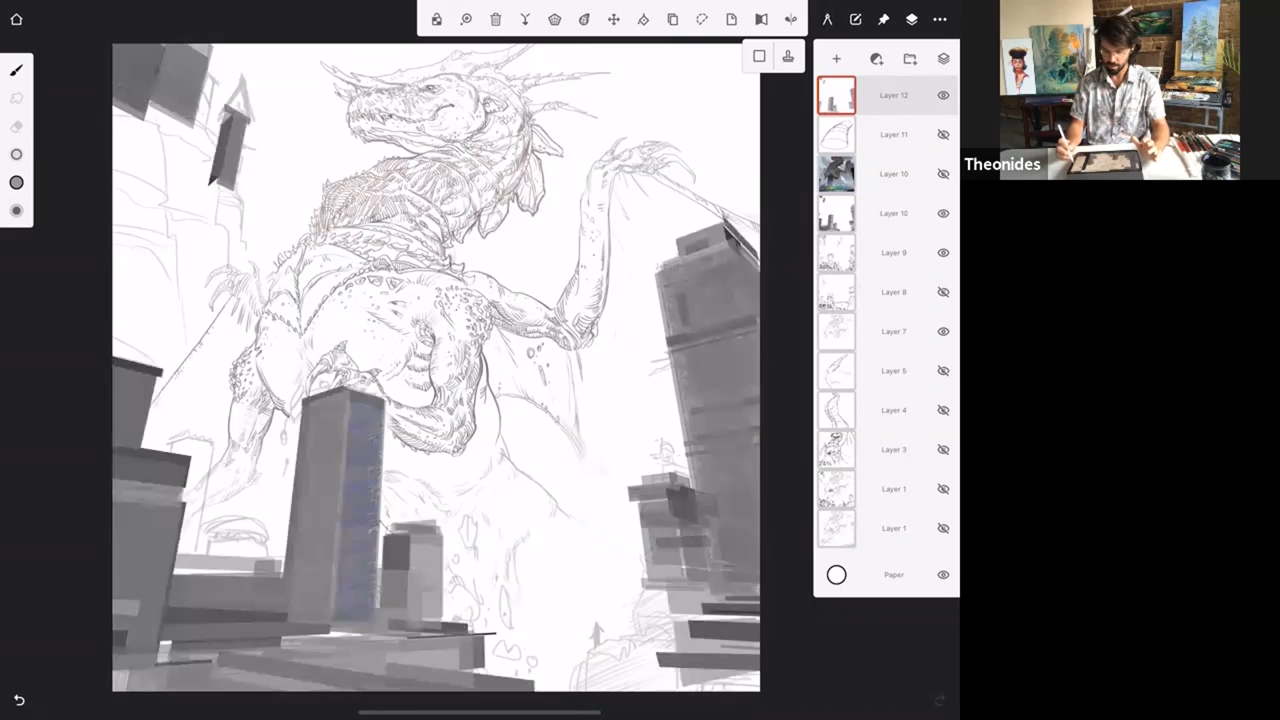 Layer 12
Layer 11
Layer 10
Layer 10
Layer 9
Layer 8
Layer 7
Layer 5
Layer 4
Layer 3
Layer 1
Layer 1
Paper
Theonides